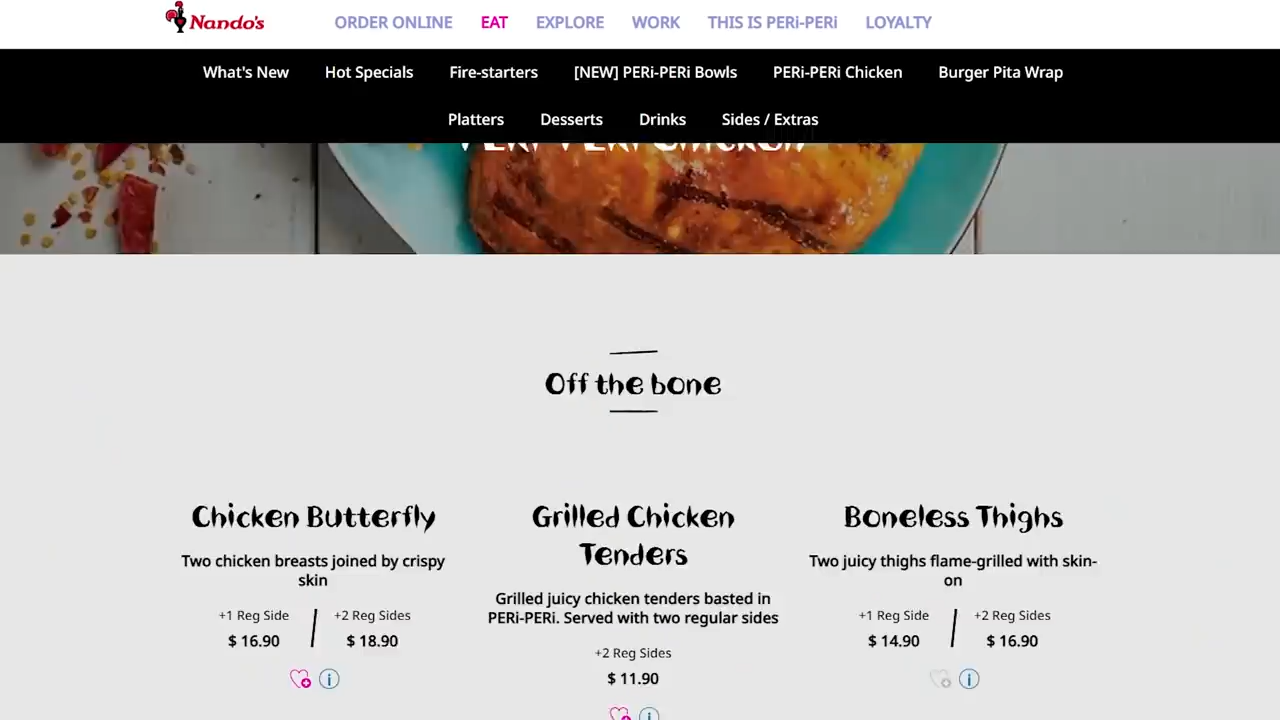 Nando's
ORDER ONLINE EAT EXPLORE WORK THIS IS PERi-PERi LOYALTY
What's New Hot Specials Fire-starters [NEW] PERi-PERi Bowls PERi-PERi Chicken Burger Pita Wrap
Platters Desserts Drinks Sides / Extras
PERi-PERi Chicken
Off the bone
Chicken Butterfly
Two chicken breasts joined by crispy
skin
+1 Reg Side +2 Reg Sides
$ 16.90 $ 18.90
Grilled Chicken
Tenders
Grilled juicy chicken tenders basted in
PERi-PERi. Served with two regular sides
+2 Reg Sides
$ 11.90
Boneless Thighs
Two juicy thighs flame-grilled with skin-
on
+1 Reg Side +2 Reg Sides
$ 14.90 $ 16.90